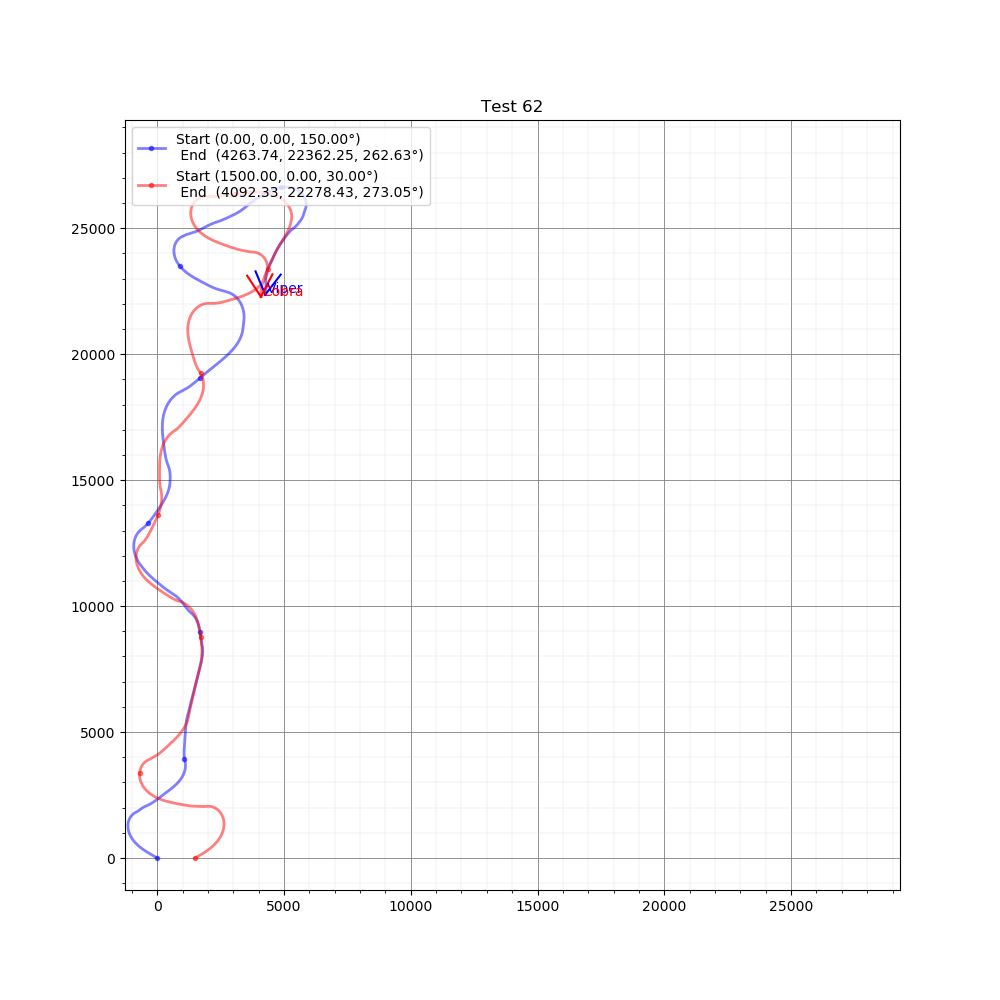 Test 62
Start (0.00, 0.00, 150.00°)
End (4263.74, 22362.25, 262.63°)
Start (1500.00, 0.00, 30.00°)
End (4092.33, 22278.43, 273.05°)
25000
20000
15000
10000
5000
0
0 5000 10000 15000 20000 25000